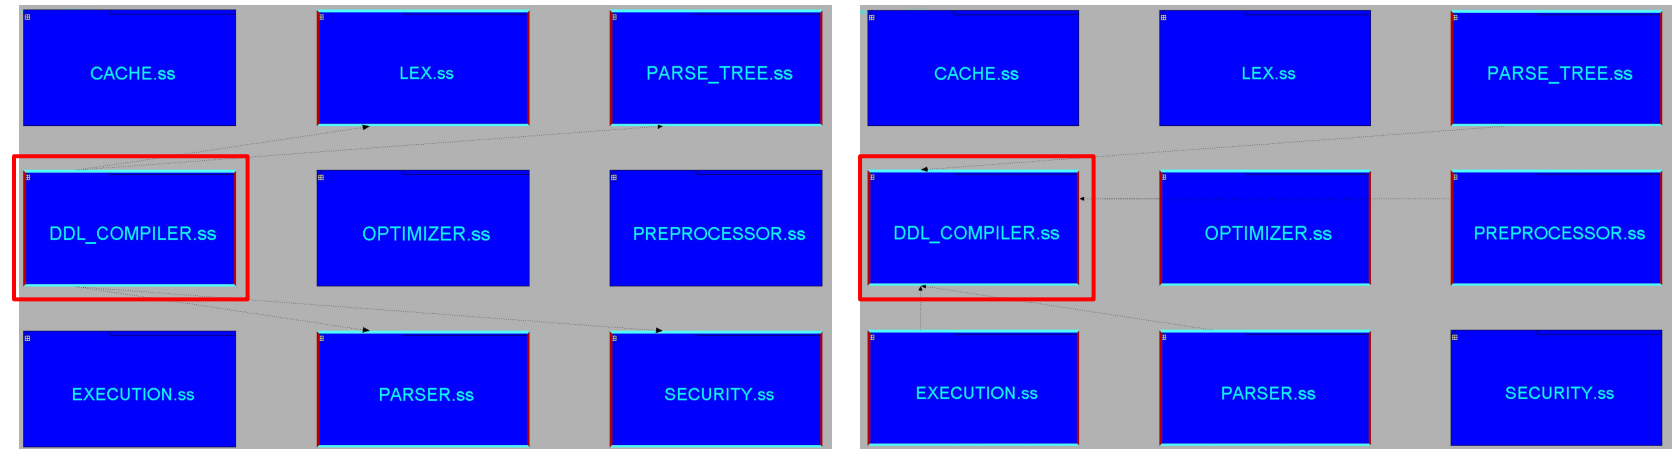 CACHE.ss
LEX.ss
PARSE_TREE.ss
DDL_COMPILER.ss
OPTIMIZER.ss
PREPROCESSOR.ss
EXECUTION.ss
PARSER.ss
SECURITY.ss
CACHE.ss
LEX.ss
PARSE_TREE.ss
DDL_COMPILER.ss
OPTIMIZER.ss
PREPROCESSOR.ss
EXECUTION.ss
PARSER.ss
SECURITY.ss